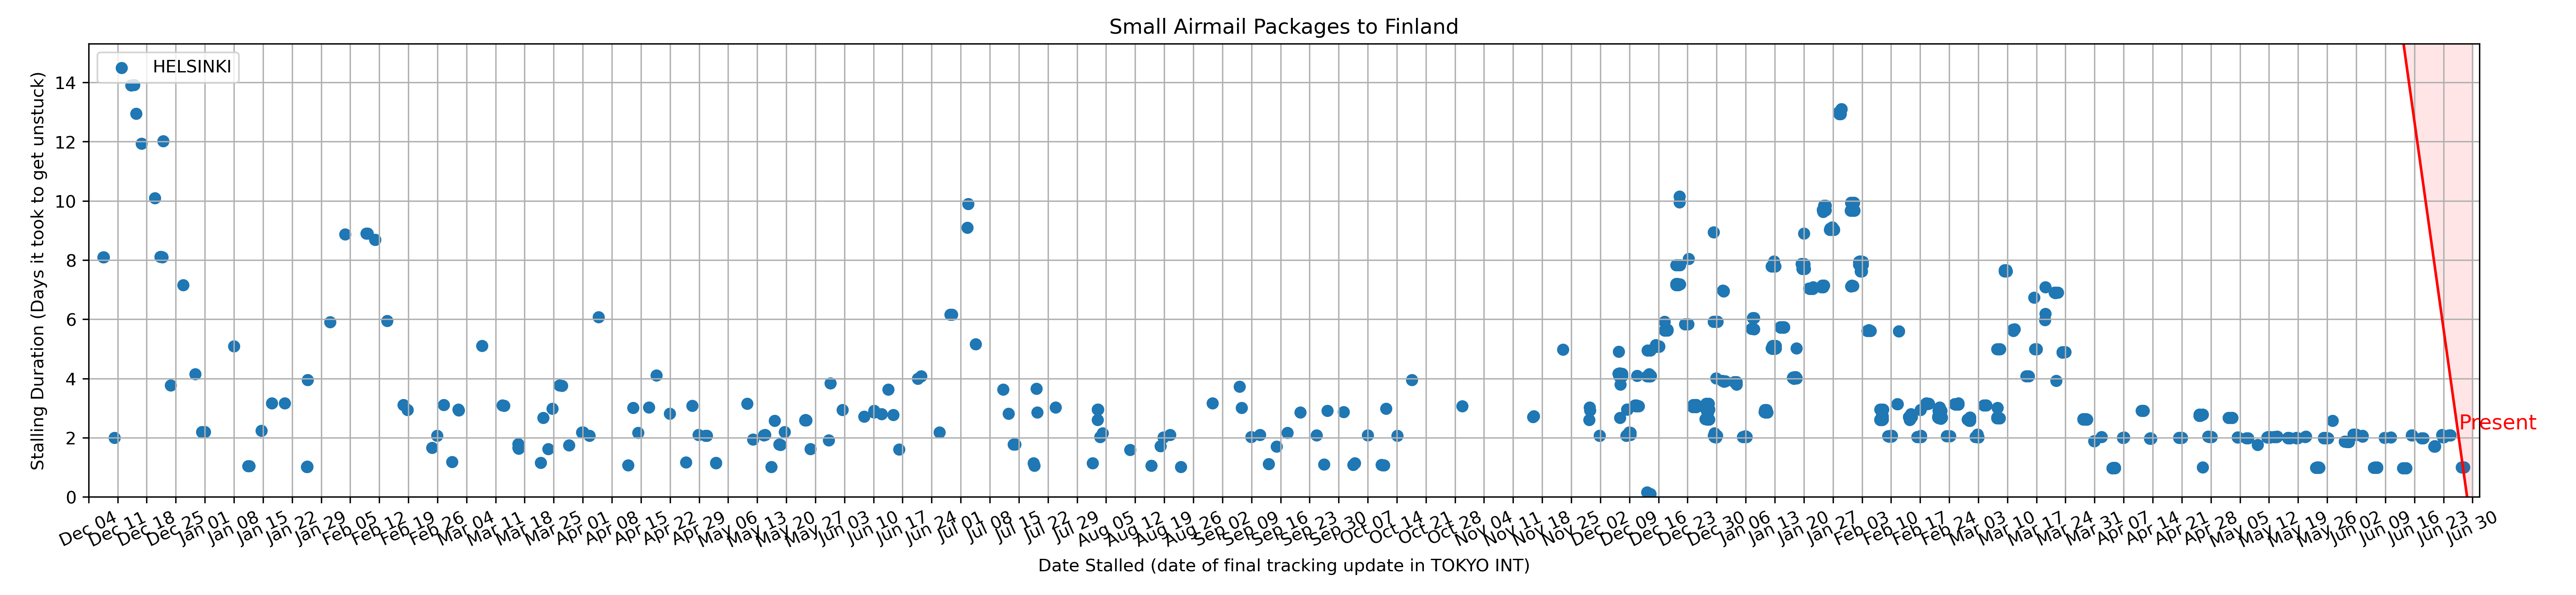 Small Airmail Packages to Finland
HELSINKI
Stalling Duration (Days it took to get unstuck)
14
12
10
8
6
4
2
0
Present
Dec 04
Dec 11
Dec 18
Dec 25
Jan 01
Jan 08
Jan 15
Jan 22
Jan 29
Feb 05
Feb 12
Feb 19
Feb 26
Mar 04
Mar 11
Mar 18
Mar 25
Apr 01
Apr 08
Apr 15
Apr 22
Apr 29
May 06
May 13
May 20
May 27
Jun 03
Jun 10
Jun 17
Jun 24
Jul 01
Jul 08
Jul 15
Jul 22
Jul 29
Aug 05
Aug 12
Aug 19
Aug 26
Sep 02
Sep 09
Sep 16
Sep 23
Sep 30
Oct 07
Oct 14
Oct 21
Oct 28
Nov 04
Nov 11
Nov 18
Nov 25
Dec 02
Dec 09
Dec 16
Dec 23
Dec 30
Jan 06
Jan 13
Jan 20
Jan 27
Feb 03
Feb 10
Feb 17
Feb 24
Mar 03
Mar 10
Mar 17
Mar 24
Mar 31
Apr 07
Apr 14
Apr 21
Apr 28
May 05
May 12
May 19
May 26
Jun 02
Jun 09
Jun 16
Jun 23
Jun 30
Date Stalled (date of final tracking update in TOKYO INT)